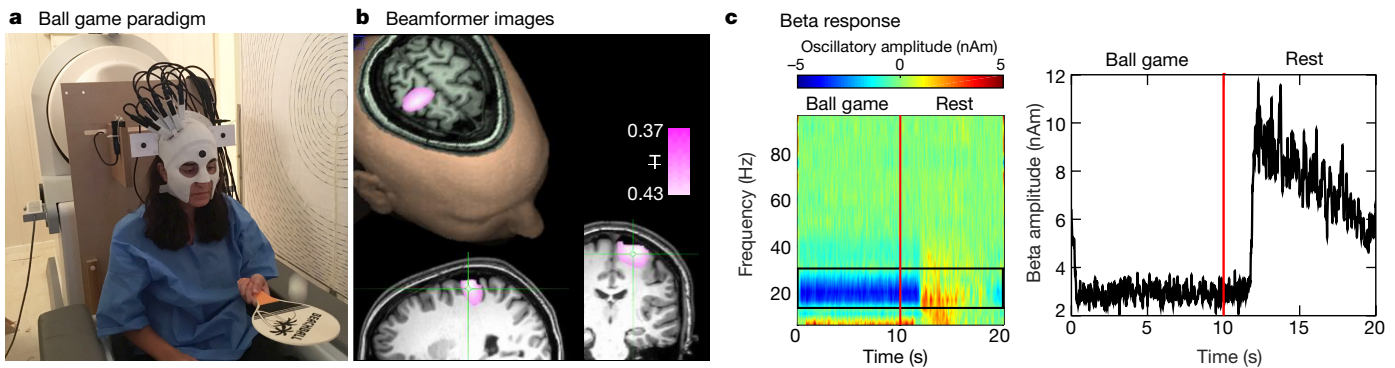 a Ball game paradigm
BEACHBALL
b Beamformer images
0.37
0.43
c Beta response
Oscillatory amplitude (nAm)
–5 0 5
Ball game Rest
Frequency (Hz)
80
60
40
20
0 10 20
Time (s)
Ball game Rest
Beta amplitude (nAm)
12
10
8
6
4
2
0 5 10 15 20
Time (s)